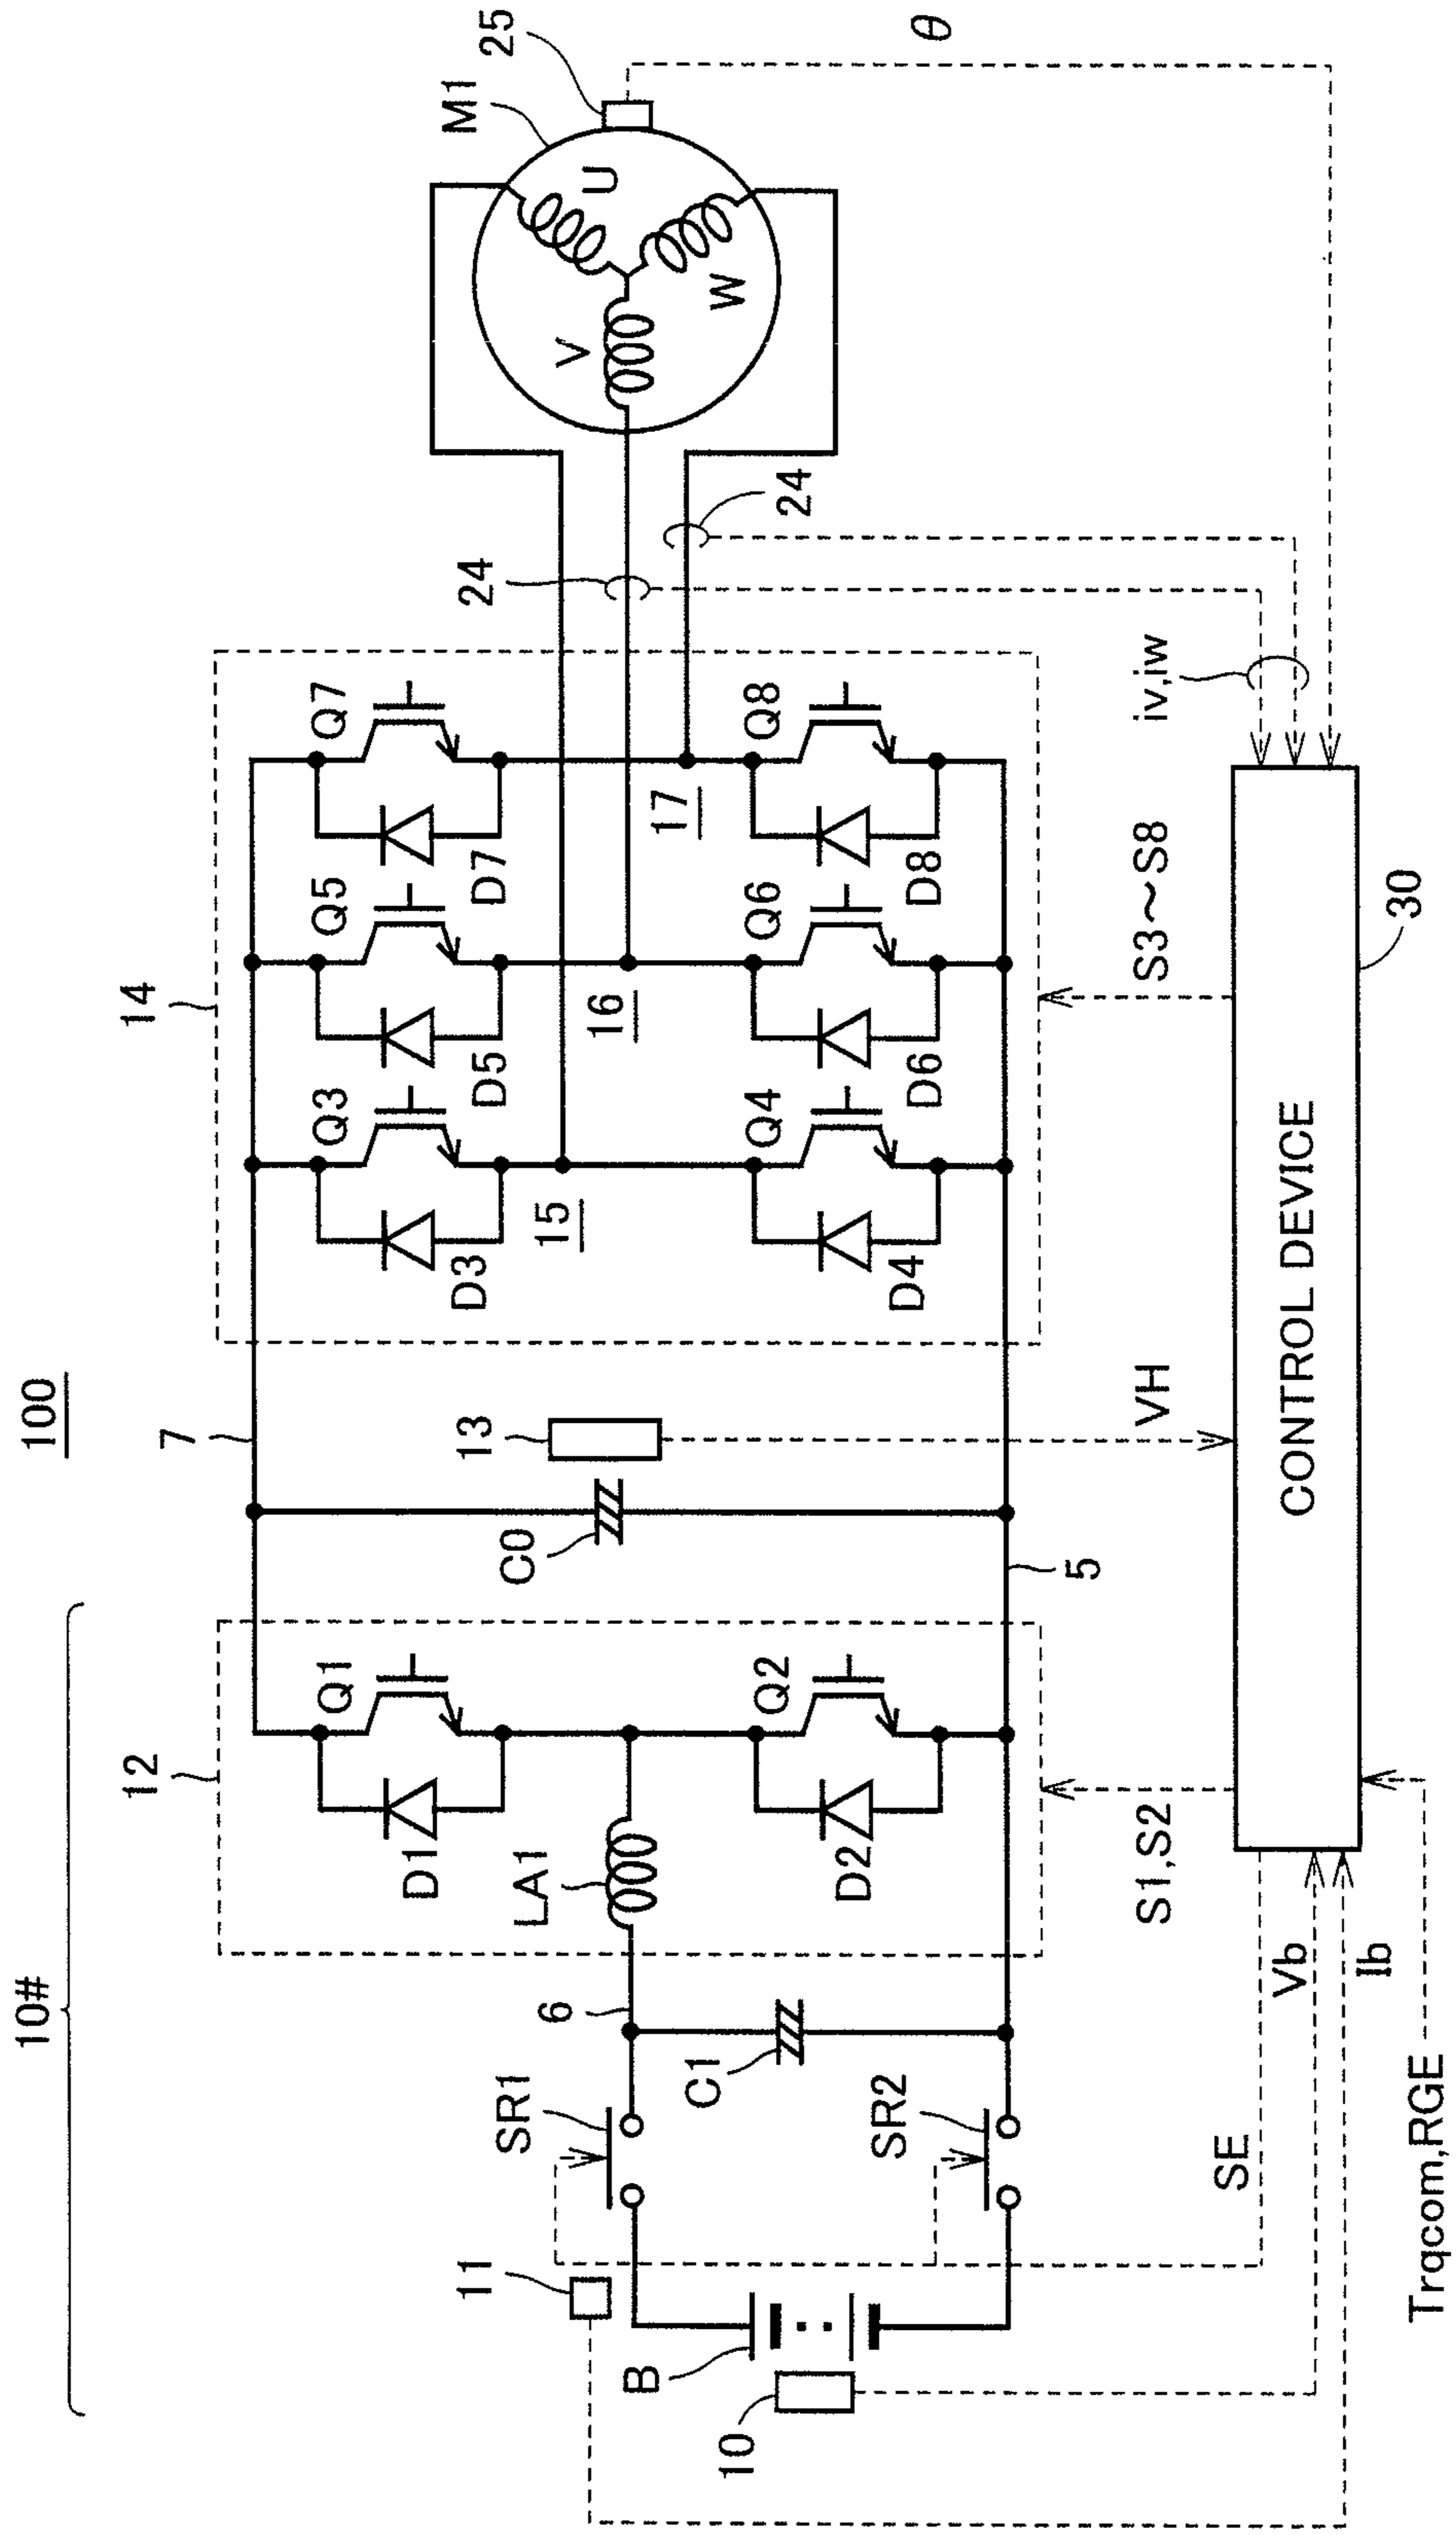 100
10#
12
14
7
13
C0
5
Q1
D1
Q2
D2
LA1
6
C1
SR1
SR2
11
B
10
Q3
D3
Q4
D4
Q5
D5
Q6
D6
Q7
D7
Q8
D8
15
16
17
24
24
M1
25
U
V
W
θ
iv,iw
S3~S8
VH
S1,S2
SE
Vb
Ib
Trqcom,RGE
CONTROL DEVICE
30